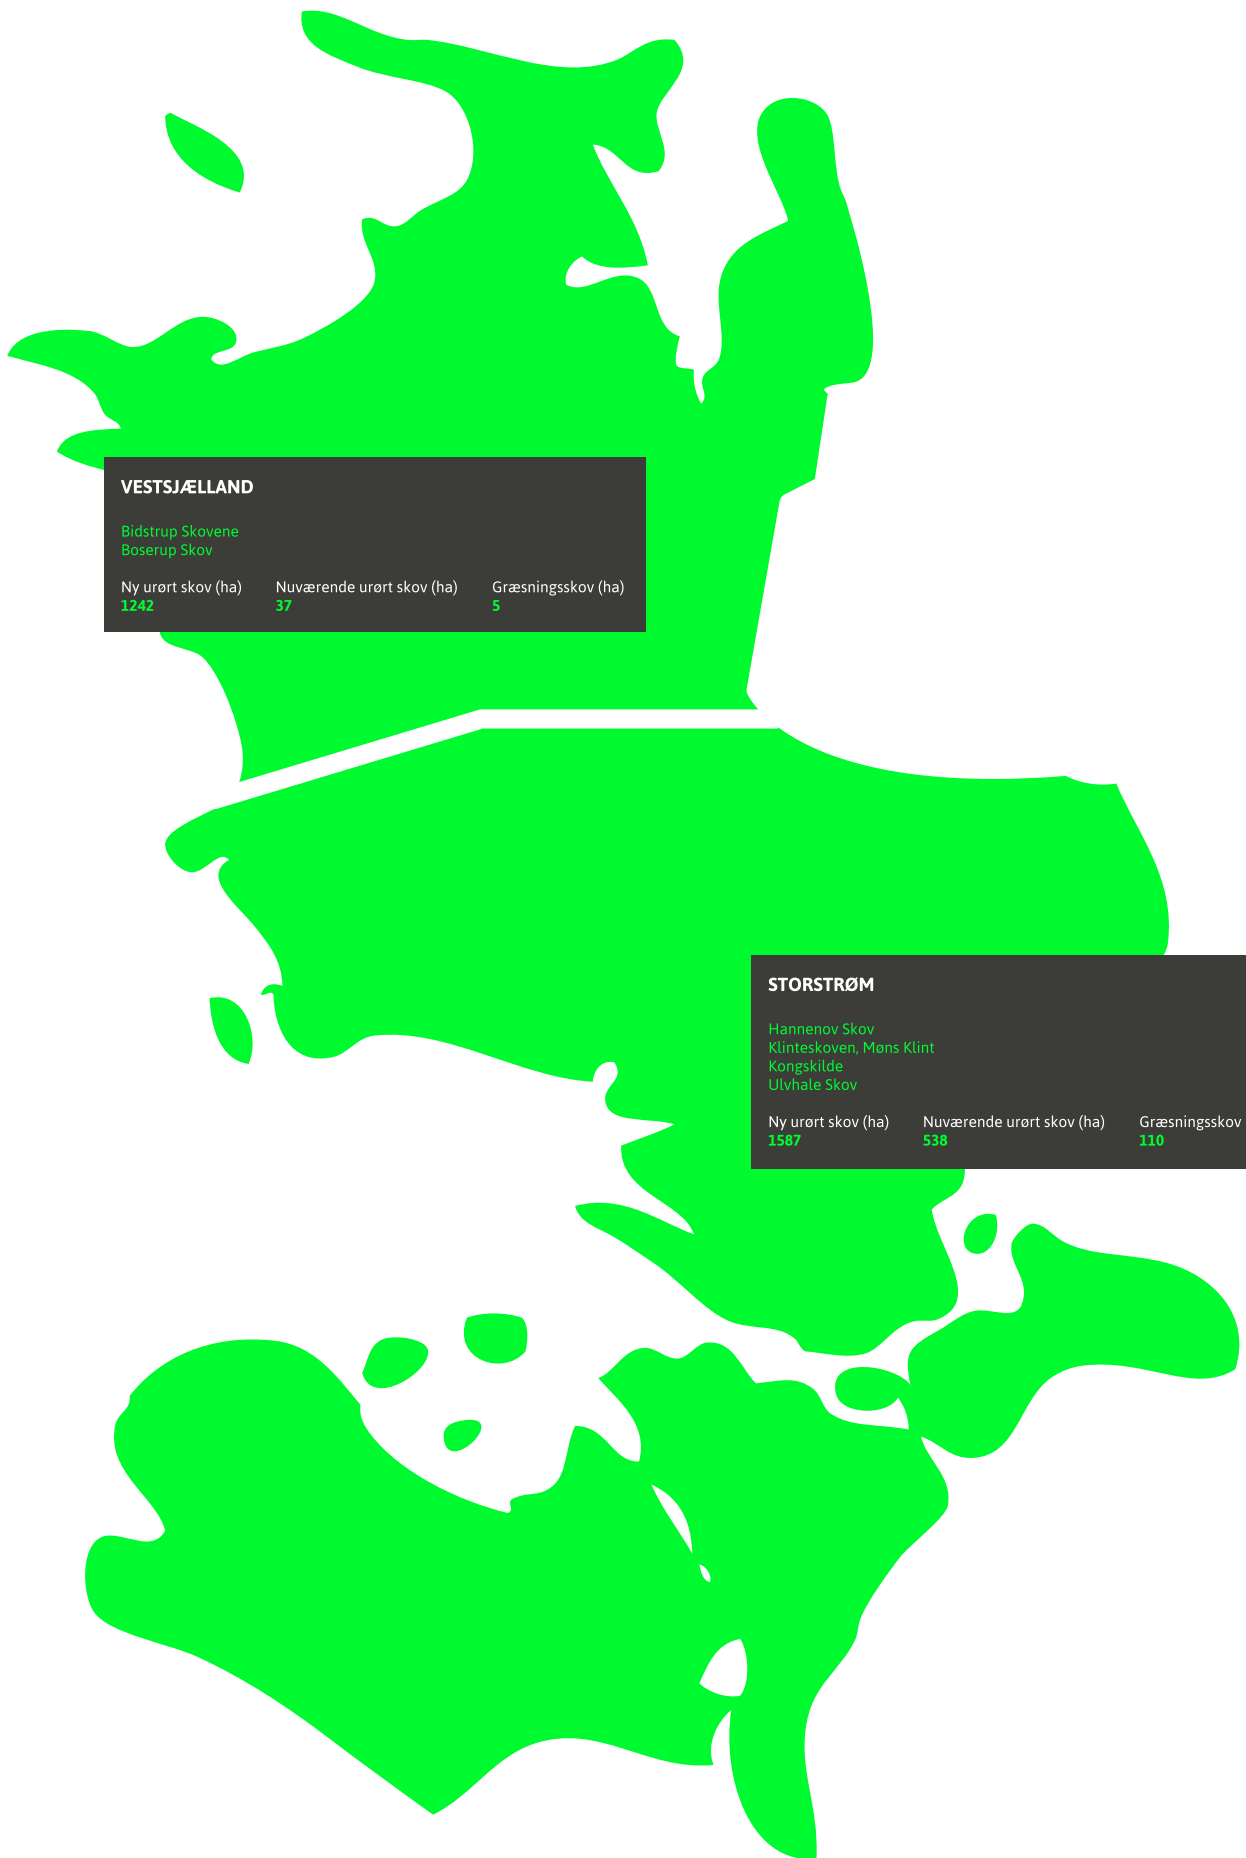 VESTSJÆLLAND
Bidstrup Skovene
Boserup Skov
Ny urørt skov (ha) Nuværende urørt skov (ha) Græsningsskov (ha)
1242 37 5
STORSTRØM
Hannenov Skov
Klinteskoven, Møns Klint
Kongskilde
Ulvhale Skov
Ny urørt skov (ha) Nuværende urørt skov (ha) Græsningsskov
1587 538 110